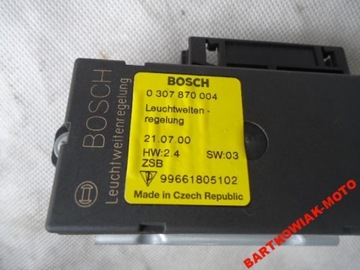 BOSCH
Leuchtweitenregelung
BOSCH
0 307 870 004
Leuchtweiten-
regelung
21.07.00
HW:2.4 SW:03
ZSB
99661805102
Made in Czech Republic
BARTKOWIAK-MOTO